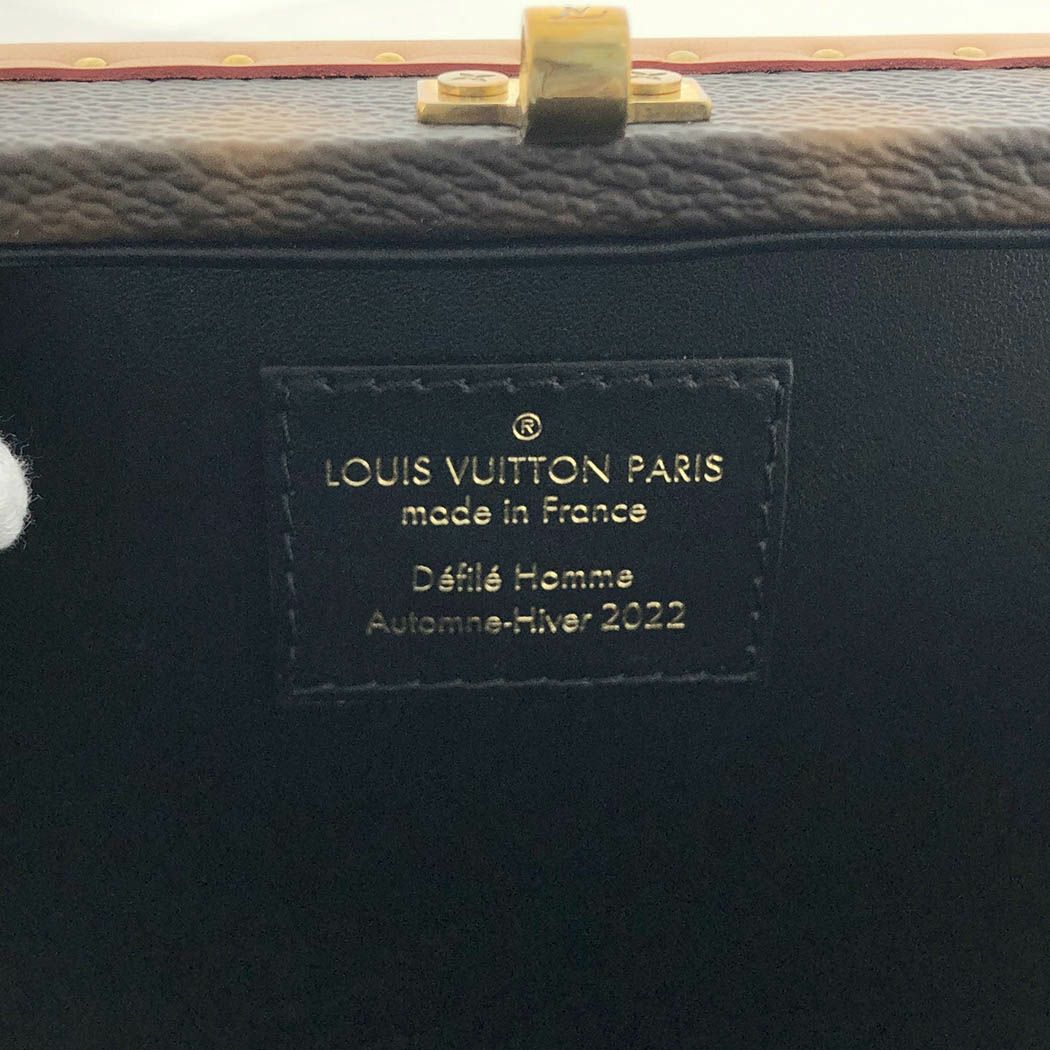 ®
LOUIS VUITTON PARIS
made in France
Défilé Homme
Automne-Hiver 2022